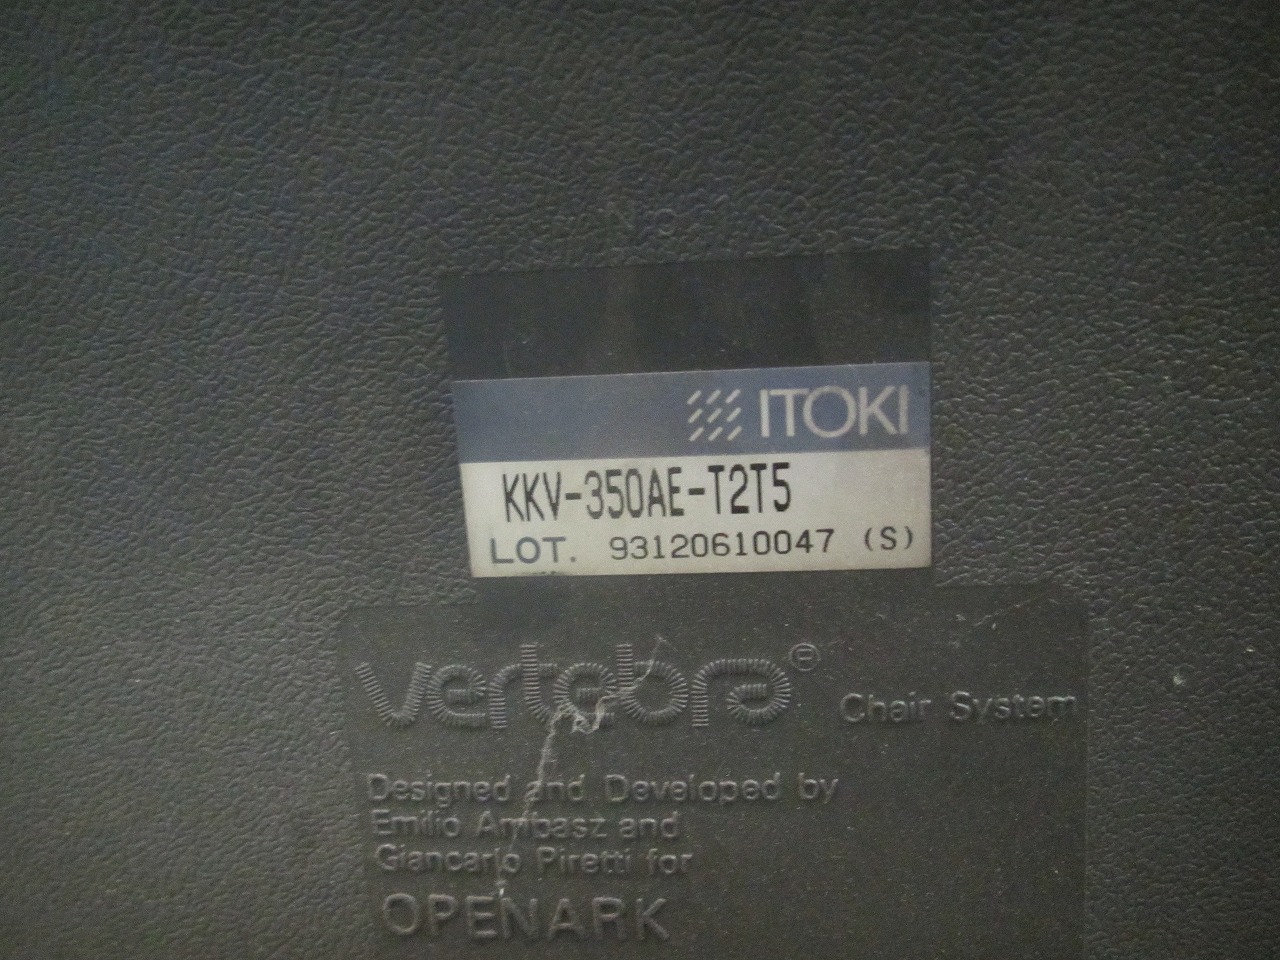 No.
ITOKI
KKV-350AE-T2T5
LOT. 93120610047 (S)
vertebra® Chair System
Designed and Developed by
Emilio Ambasz and
Giancarlo Piretti for
OPENARK